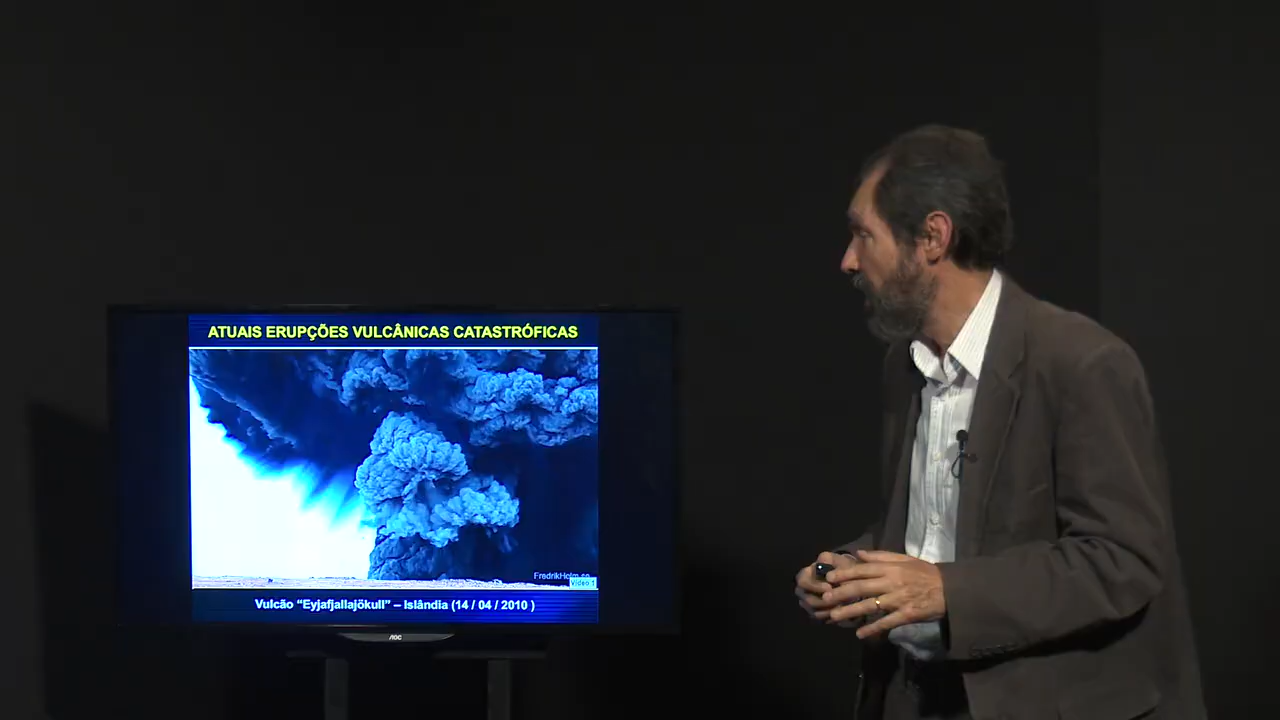 ATUAIS ERUPÇÕES VULCÂNICAS CATASTRÓFICAS
FredrikHolm.se
Vídeo 1
Vulcão “Eyjafjallajökull” – Islândia (14 / 04 / 2010 )
AOC